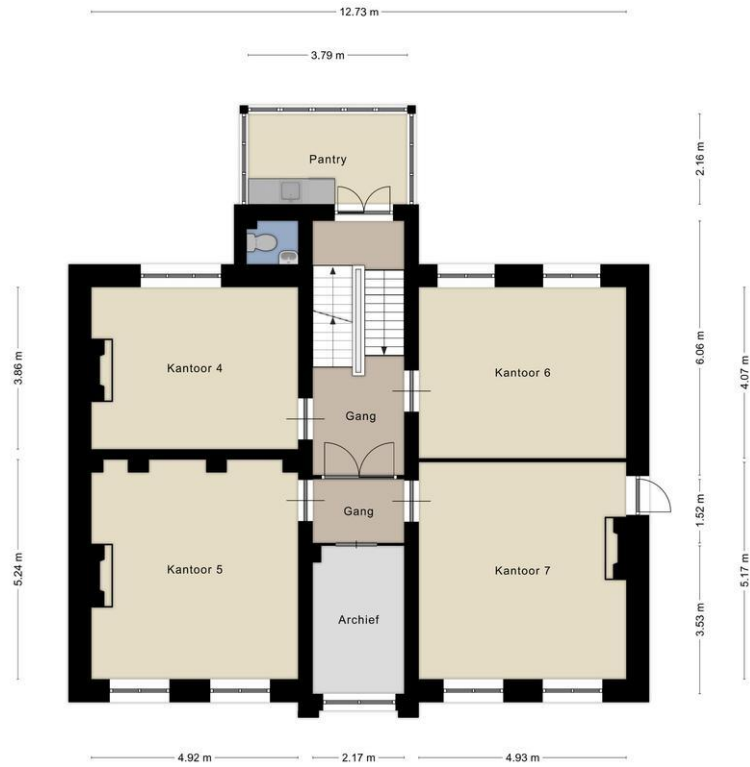 12.73 m
3.79 m
Pantry
2.16 m
3.86 m
Kantoor 4
Kantoor 6
6.06 m
4.07 m
Gang
Gang
1.52 m
5.24 m
Kantoor 5
Kantoor 7
5.17 m
Archief
3.53 m
4.92 m
2.17 m
4.93 m